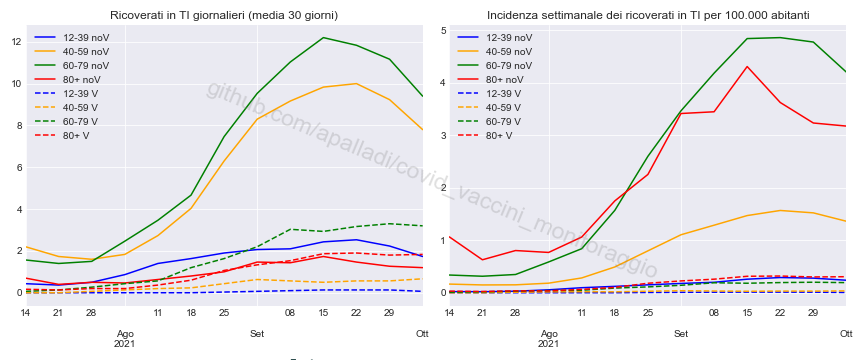 Ricoverati in TI giornalieri (media 30 giorni)
12
10
8
6
4
2
0
12-39 noV
40-59 noV
60-79 noV
80+ noV
12-39 V
40-59 V
60-79 V
80+ V
14 21 28 11 18 25 08 15 22 29
Ago Set Ott
2021
Incidenza settimanale dei ricoverati in TI per 100.000 abitanti
5
4
3
2
1
0
12-39 noV
40-59 noV
60-79 noV
80+ noV
12-39 V
40-59 V
60-79 V
80+ V
14 21 28 11 18 25 08 15 22 29
Ago Set Ott
2021
github.com/apalladi/covid_vaccini_monitoraggio